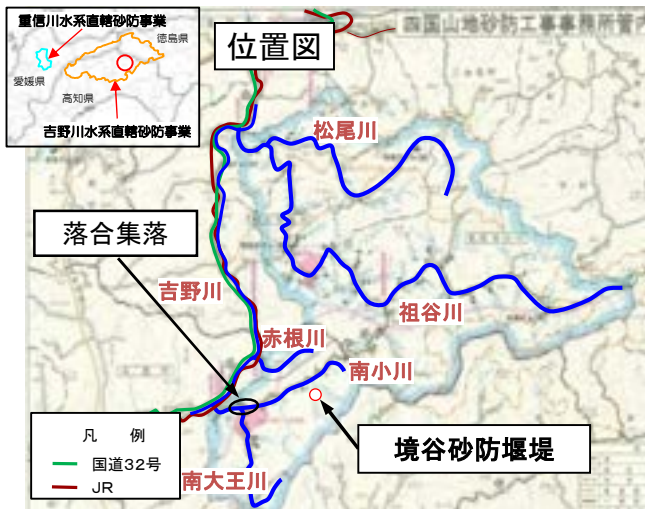 重信川水系直轄砂防事業
徳島県
愛媛県
高知県
吉野川水系直轄砂防事業
位置図
四国山地砂防工事事務所管内
松尾川
落合集落
吉野川
祖谷川
赤根川
南小川
境谷砂防堰堤
凡 例
国道32号
JR
南大王川